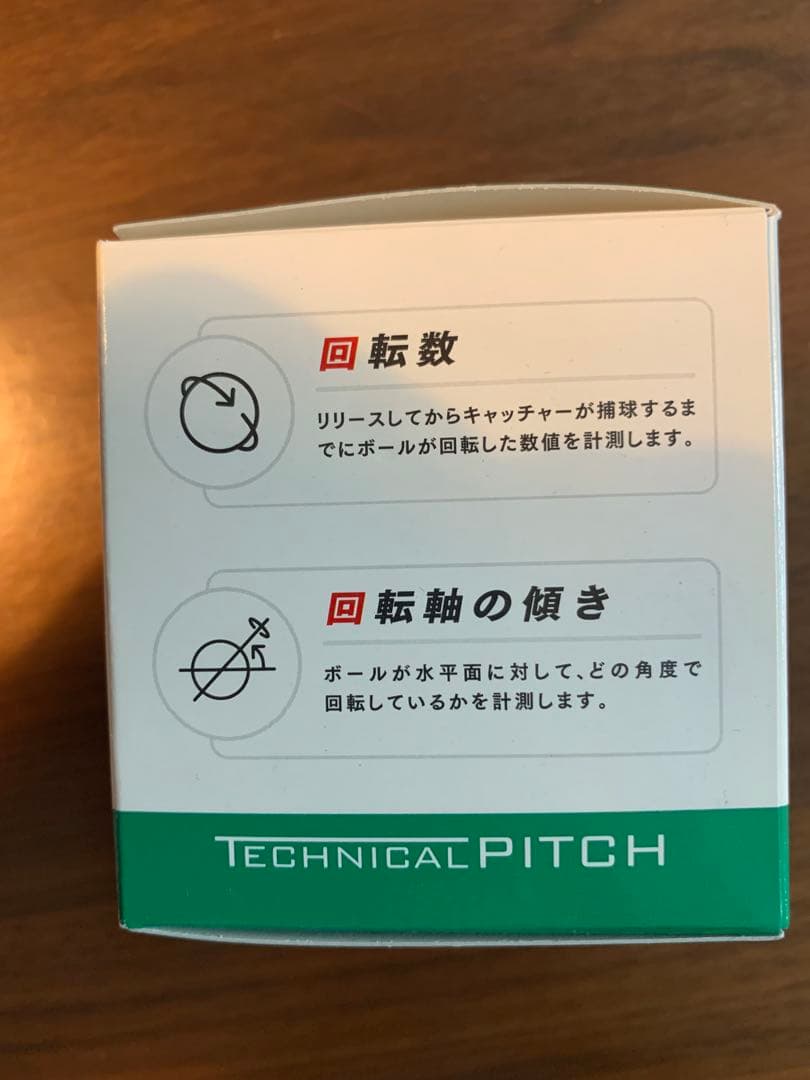 回転数
リリースしてからキャッチャーが捕球するま
でにボールが回転した数値を計測します。
回転軸の傾き
ボールが水平面に対して、どの角度で
回転しているかを計測します。
TECHNICAL PITCH